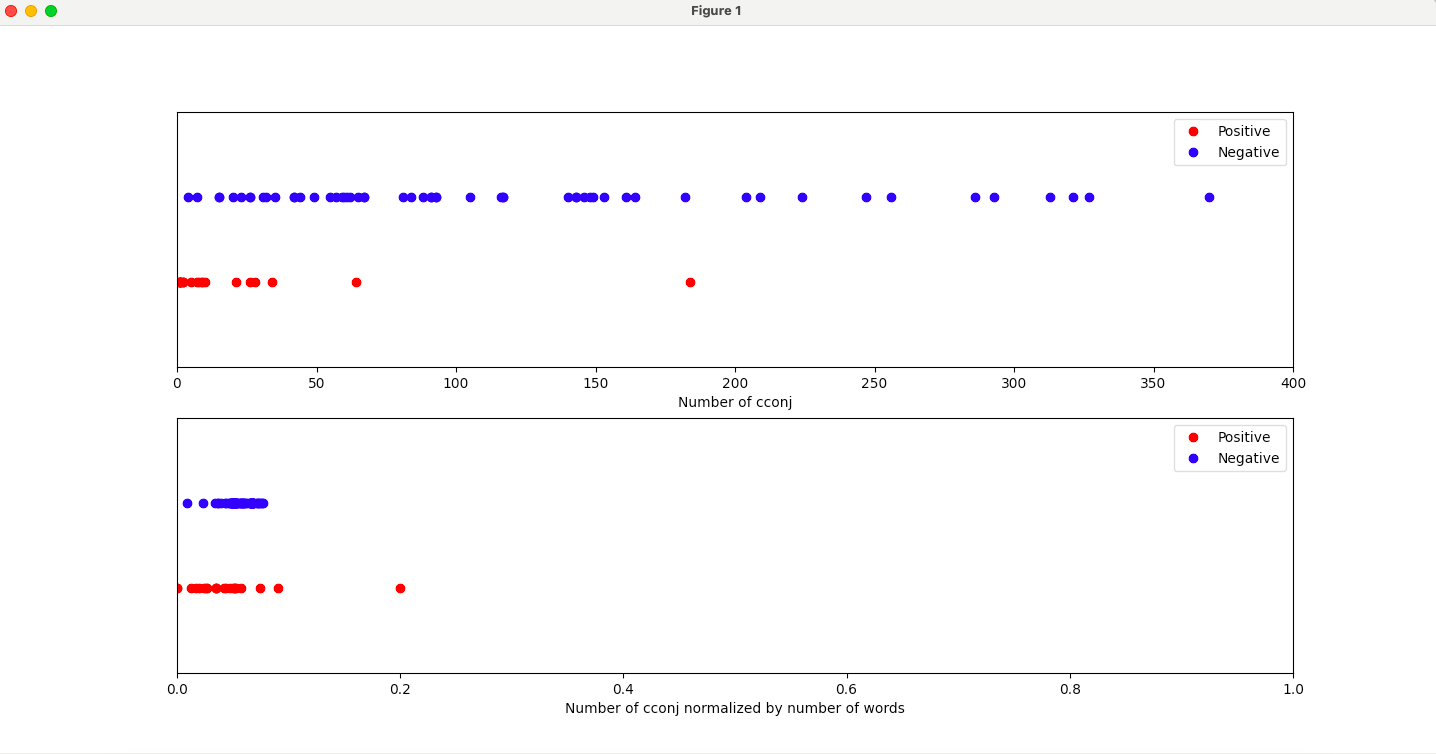 Figure 1
Positive
Negative
0 50 100 150 200 250 300 350 400
Number of cconj
Positive
Negative
0.0 0.2 0.4 0.6 0.8 1.0
Number of cconj normalized by number of words